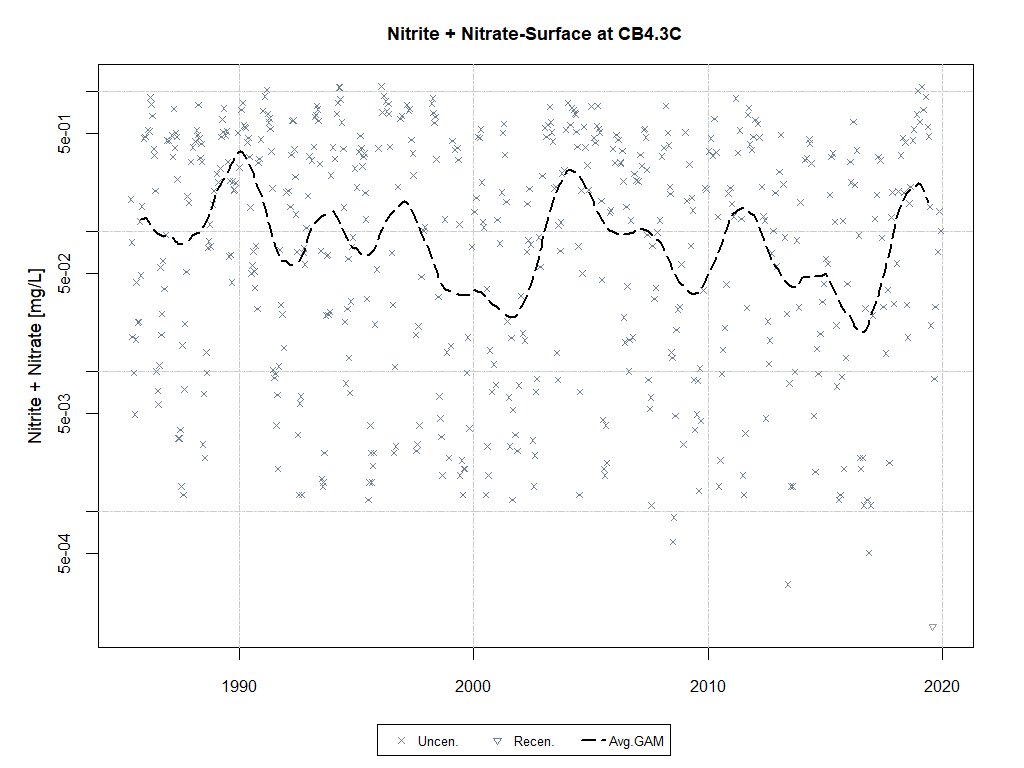 Nitrite + Nitrate-Surface at CB4.3C
Nitrite + Nitrate [mg/L]
5e-01
5e-02
5e-03
5e-04
1990 2000 2010 2020
Uncen. Recen. Avg.GAM